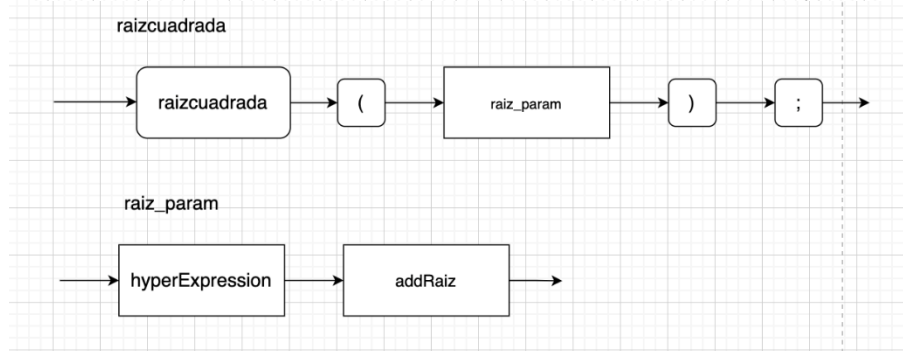 raizcuadrada
raizcuadrada ( raiz_param ) ;
raiz_param
hyperExpression addRaiz